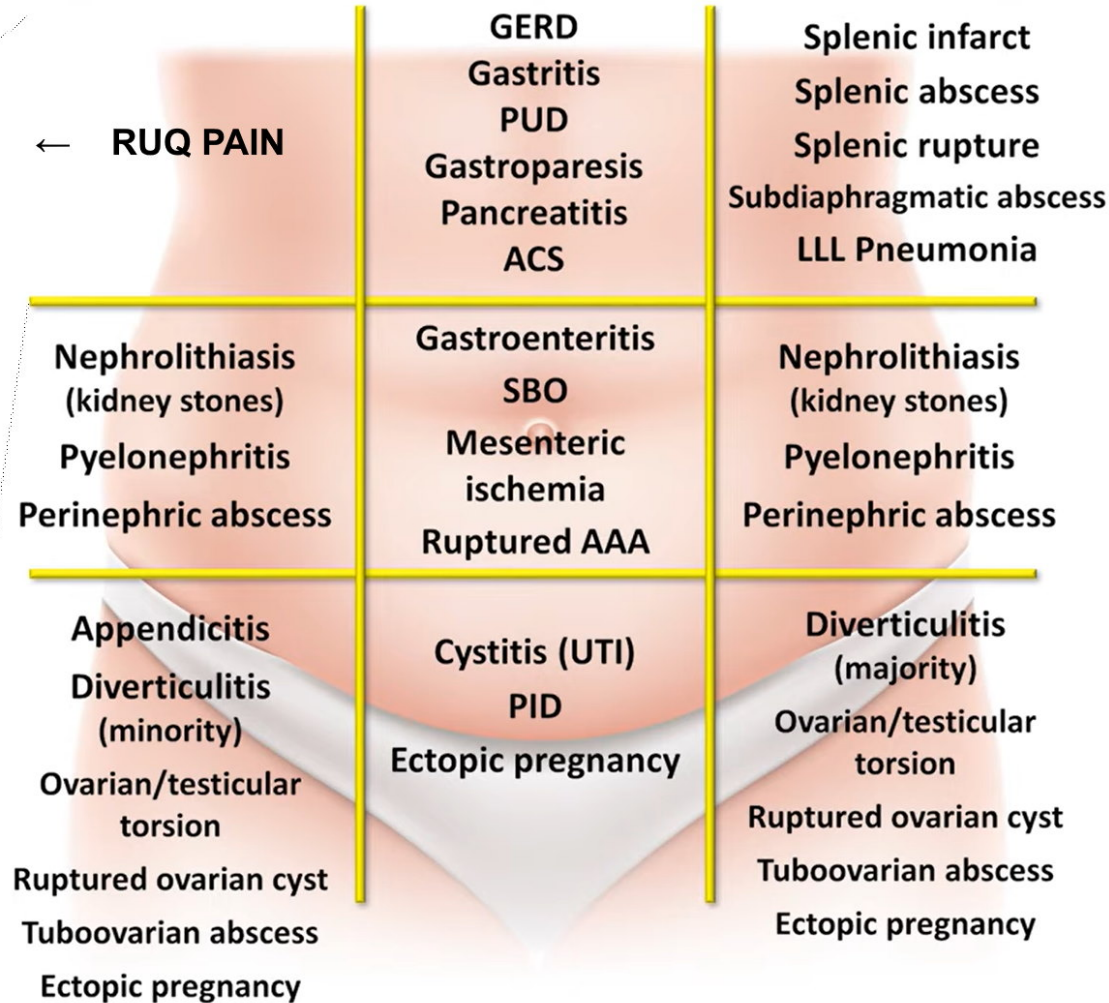 ← RUQ PAIN
GERD
Gastritis
PUD
Gastroparesis
Pancreatitis
ACS
Splenic infarct
Splenic abscess
Splenic rupture
Subdiaphragmatic abscess
LLL Pneumonia
Nephrolithiasis
(kidney stones)
Pyelonephritis
Perinephric abscess
Gastroenteritis
SBO
Mesenteric
ischemia
Ruptured AAA
Nephrolithiasis
(kidney stones)
Pyelonephritis
Perinephric abscess
Appendicitis
Diverticulitis
(minority)
Ovarian/testicular
torsion
Ruptured ovarian cyst
Tuboovarian abscess
Ectopic pregnancy
Cystitis (UTI)
PID
Ectopic pregnancy
Diverticulitis
(majority)
Ovarian/testicular
torsion
Ruptured ovarian cyst
Tuboovarian abscess
Ectopic pregnancy